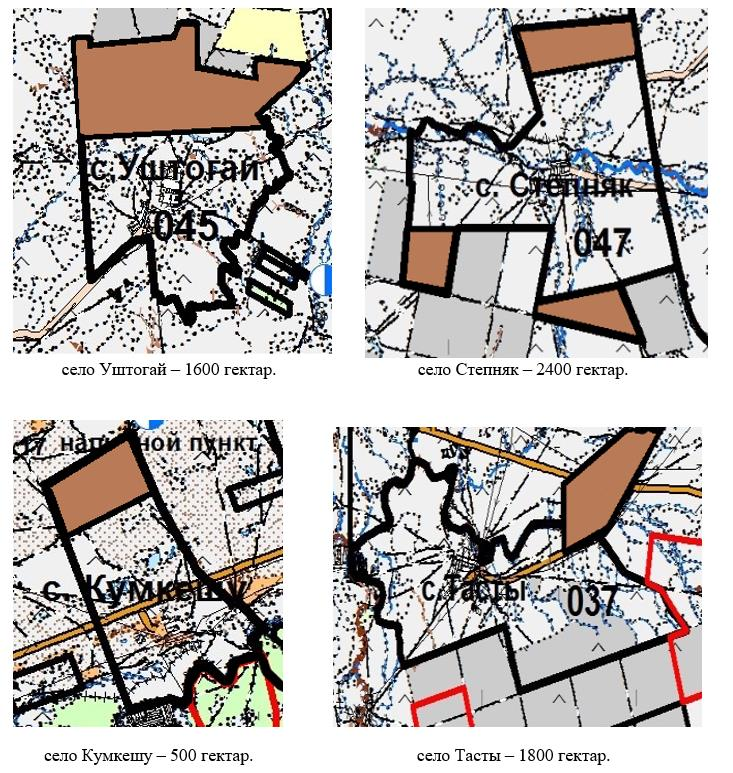 с.Уштогай
045
село Уштогай – 1600 гектар.
с. Степняк
047
село Степняк – 2400 гектар.
с. Кумкешу
село Кумкешу – 500 гектар.
с.Тасты
037
село Тасты – 1800 гектар.